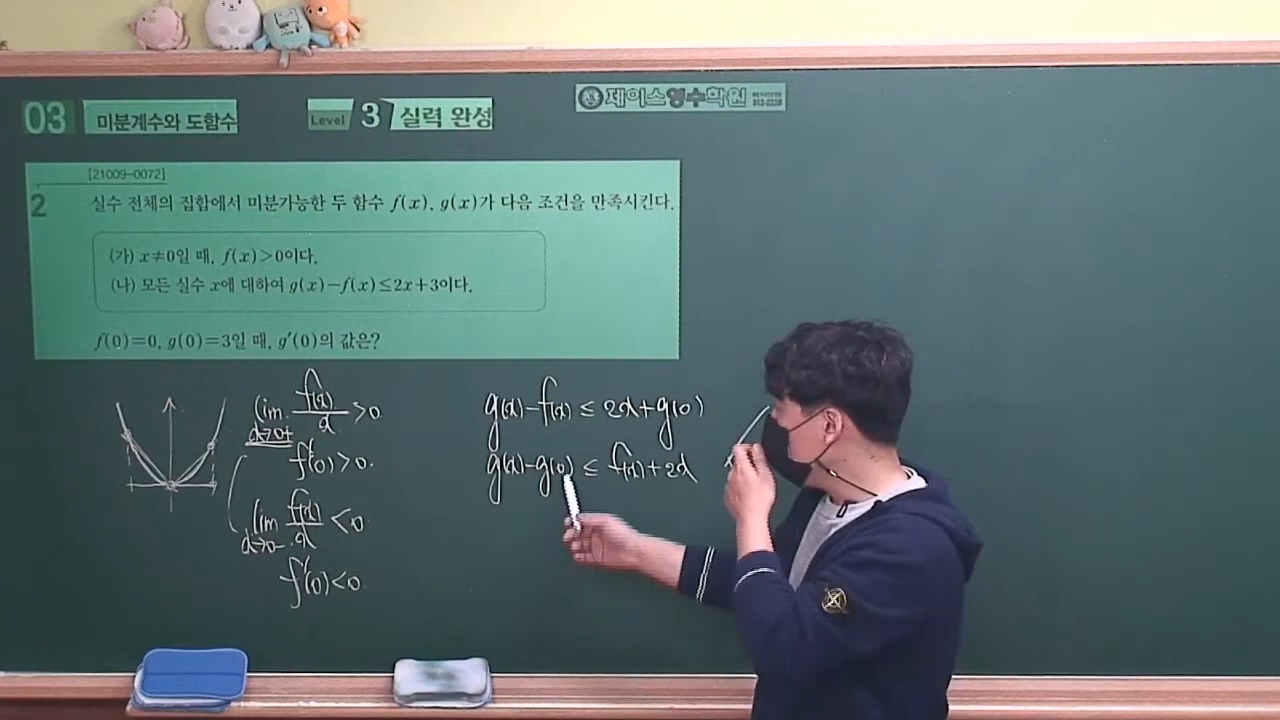 03 미분계수와 도함수 Level 3 실력 완성
제이스영수학원
[21009-0072]
2 실수 전체의 집합에서 미분가능한 두 함수 f(x), g(x)가 다음 조건을 만족시킨다.
(가) x≠0일 때, f(x)>0이다.
(나) 모든 실수 x에 대하여 g(x)-f(x)≤2x+3이다.
f(0)=0, g(0)=3일 때, g'(0)의 값은?
lim x→0+ f(x)/x >0
f'(0)>0.
lim x→0- f(x)/x <0
f'(0)<0.
g(x)-f(x) ≤ 2x+g(0)
g(x)-g(0) ≤ f(x)+2x